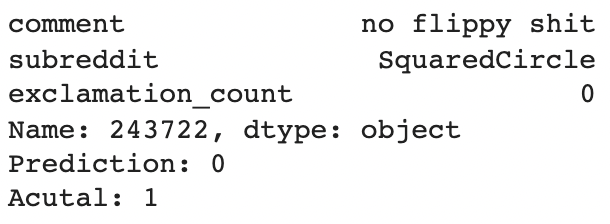 comment no flippy shit
subreddit SquaredCircle
exclamation_count 0
Name: 243722, dtype: object
Prediction: 0
Acutal: 1